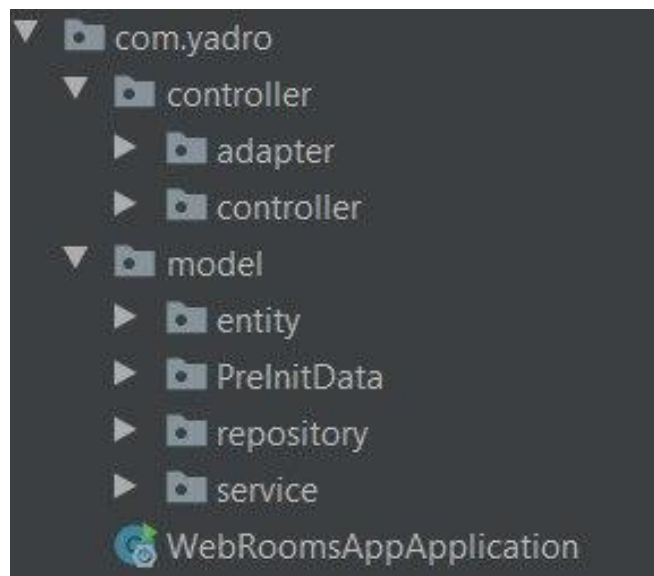 com.yadro
controller
adapter
controller
model
entity
PreInitData
repository
service
WebRoomsAppApplication